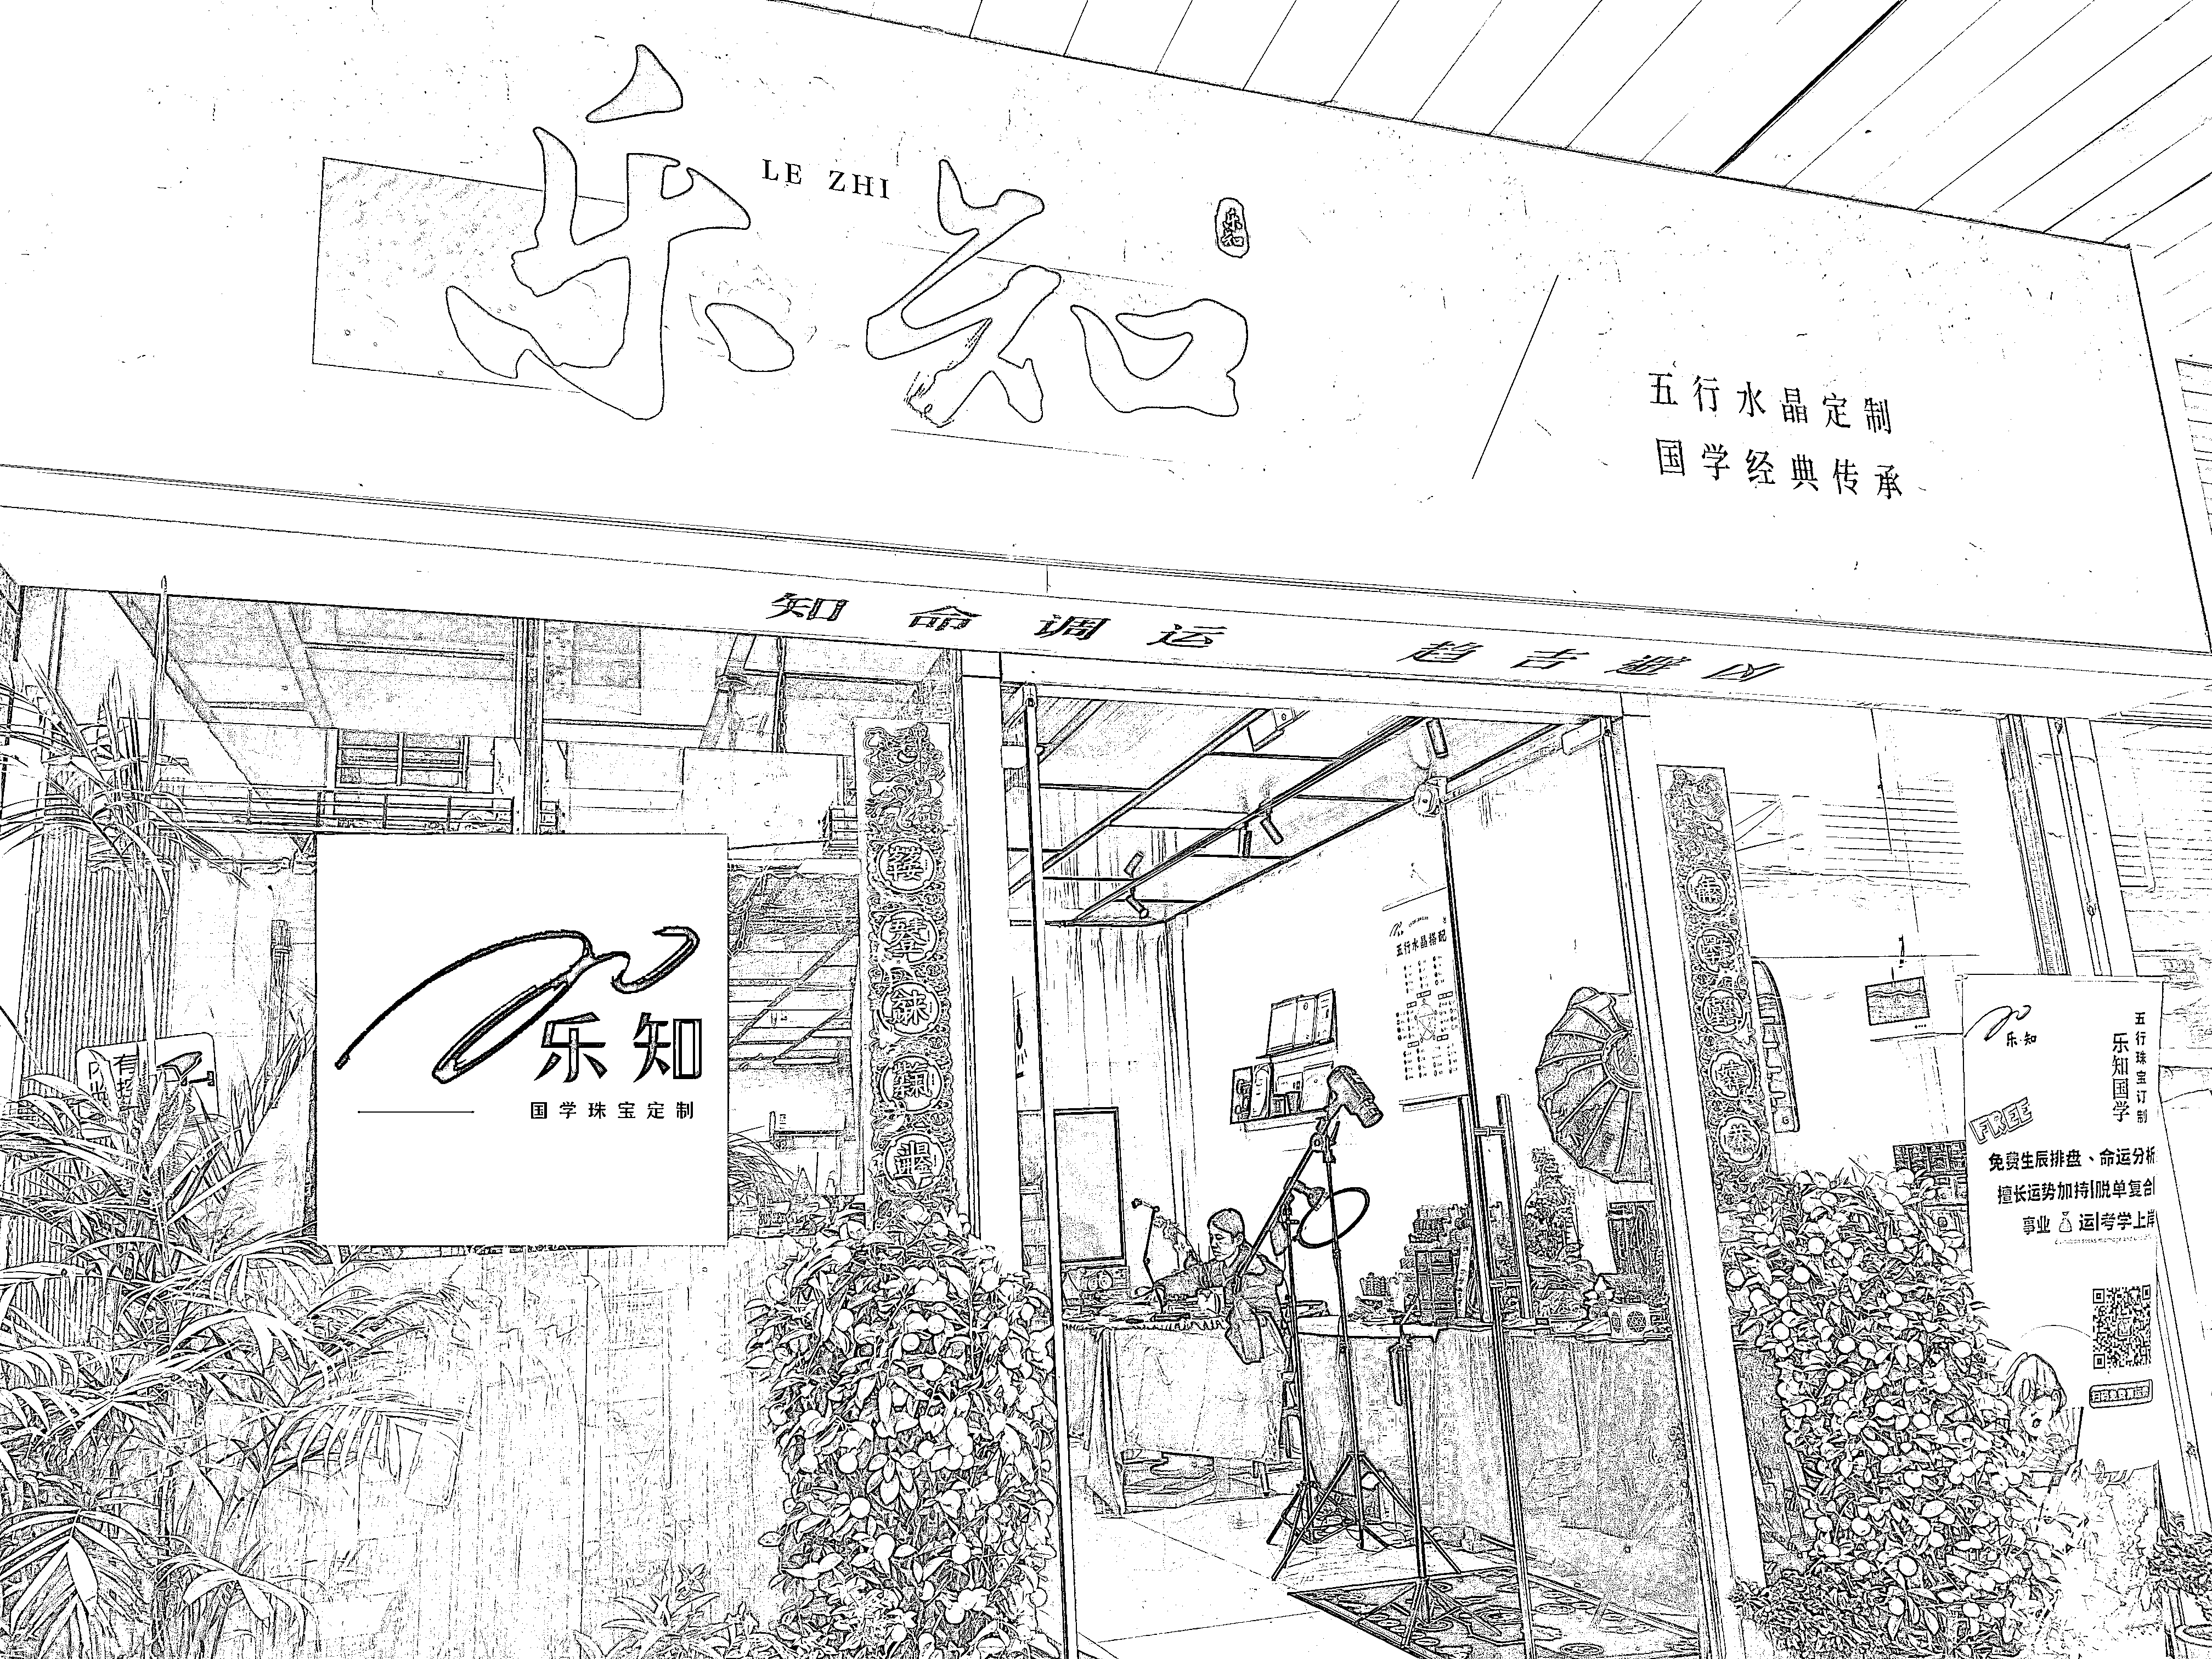 乐知
LE ZHI
乐知
五行水晶定制
国学经典传承
知命调运 趋吉避凶
乐知
国学珠宝定制
五行水晶搭配
乐·知
五行珠宝订制
乐知国学
FREE
免费生辰排盘、命运分析
擅长运势加持|脱单复合
事业 运|考学上岸